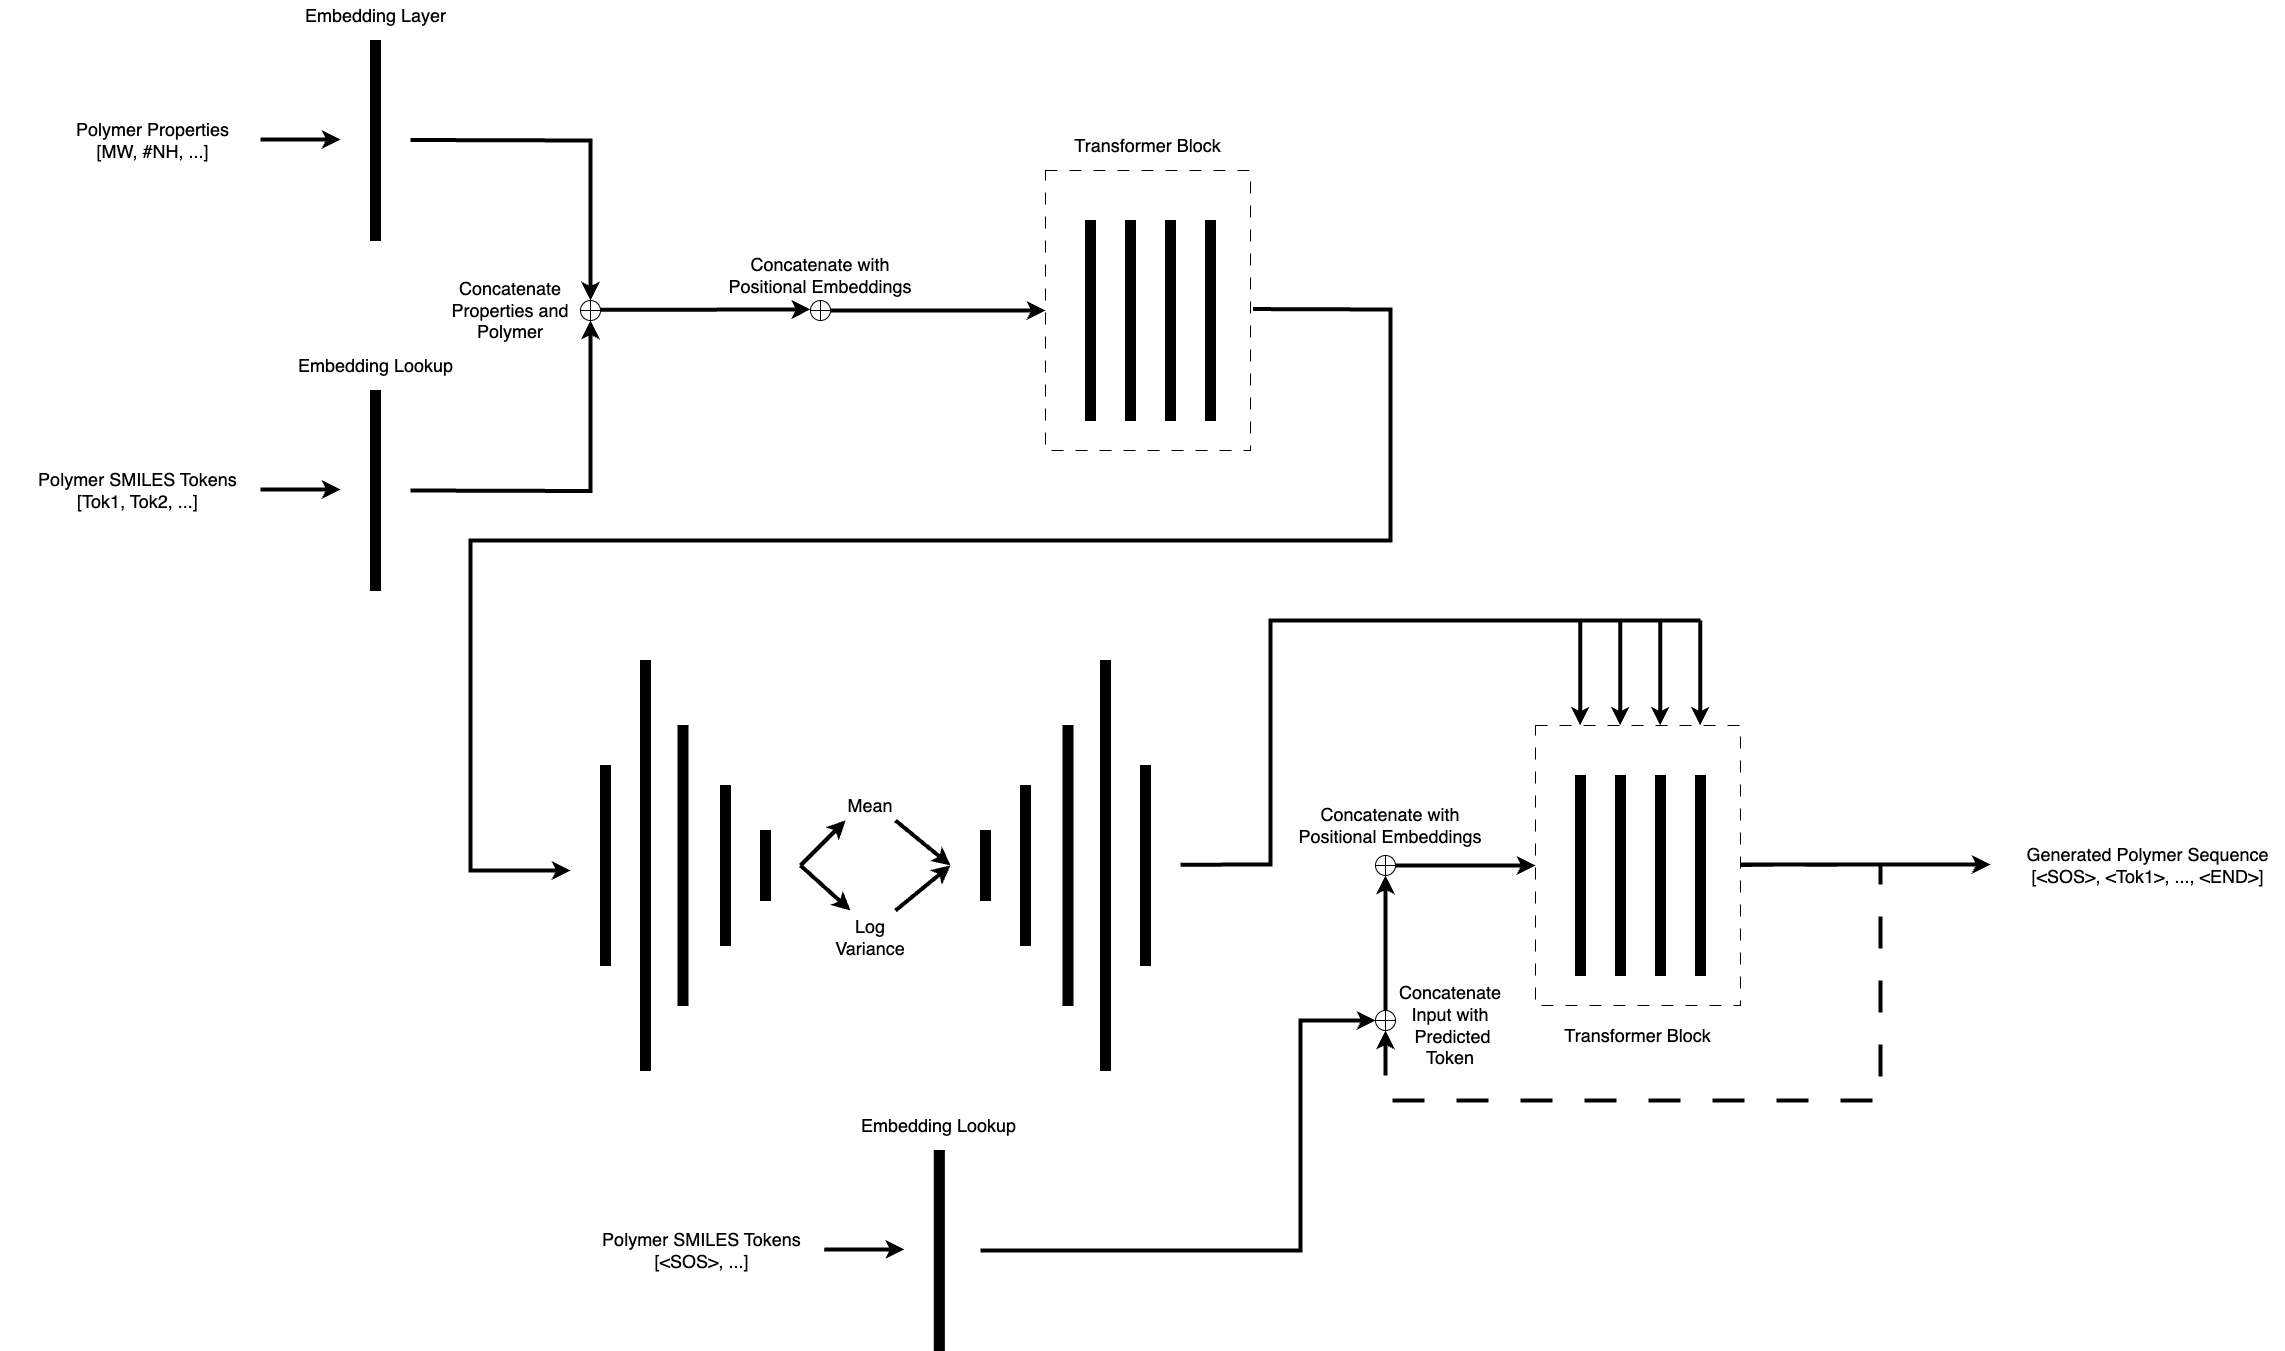 Embedding Layer
Polymer Properties
[MW, #NH, ...]
Transformer Block
Concatenate with
Positional Embeddings
Concatenate
Properties and
Polymer
Embedding Lookup
Polymer SMILES Tokens
[Tok1, Tok2, ...]
Mean
Log
Variance
Concatenate with
Positional Embeddings
Generated Polymer Sequence
[<SOS>, <Tok1>, ..., <END>]
Concatenate
Input with
Predicted
Token
Transformer Block
Embedding Lookup
Polymer SMILES Tokens
[<SOS>, ...]